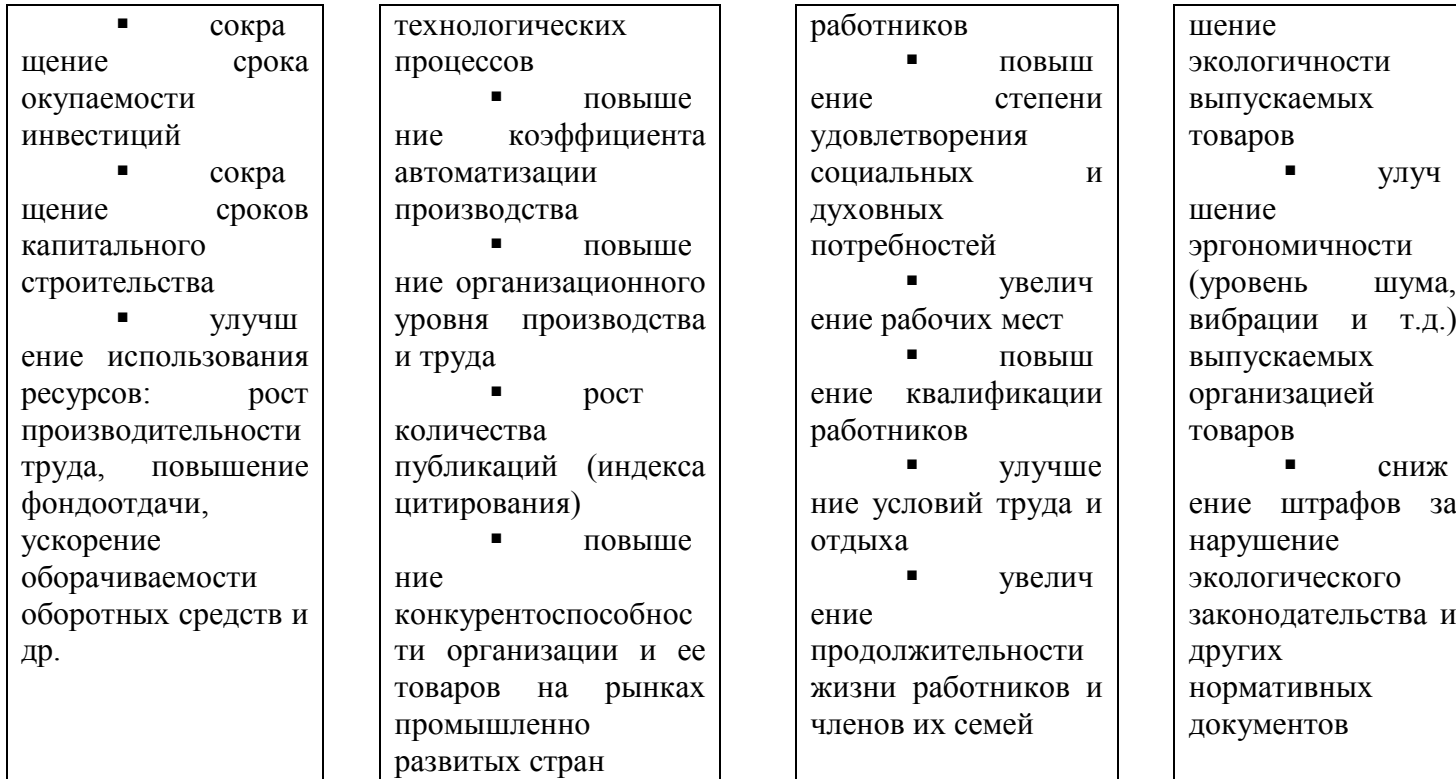 ▪ сокра
щение срока
окупаемости
инвестиций
▪ сокра
щение сроков
капитального
строительства
▪ улучш
ение использования
ресурсов: рост
производительности
труда, повышение
фондоотдачи,
ускорение
оборачиваемости
оборотных средств и
др.
технологических
процессов
▪ повыше
ние коэффициента
автоматизации
производства
▪ повыше
ние организационного
уровня производства
и труда
▪ рост
количества
публикаций (индекса
цитирования)
▪ повыше
ние
конкурентоспособнос
ти организации и ее
товаров на рынках
промышленно
развитых стран
работников
▪ повыш
ение степени
удовлетворения
социальных и
духовных
потребностей
▪ увелич
ение рабочих мест
▪ повыш
ение квалификации
работников
▪ улучше
ние условий труда и
отдыха
▪ увелич
ение
продолжительности
жизни работников и
членов их семей
шение
экологичности
выпускаемых
товаров
▪ улуч
шение
эргономичности
(уровень шума,
вибрации и т.д.)
выпускаемых
организацией
товаров
▪ сниж
ение штрафов за
нарушение
экологического
законодательства и
других
нормативных
документов